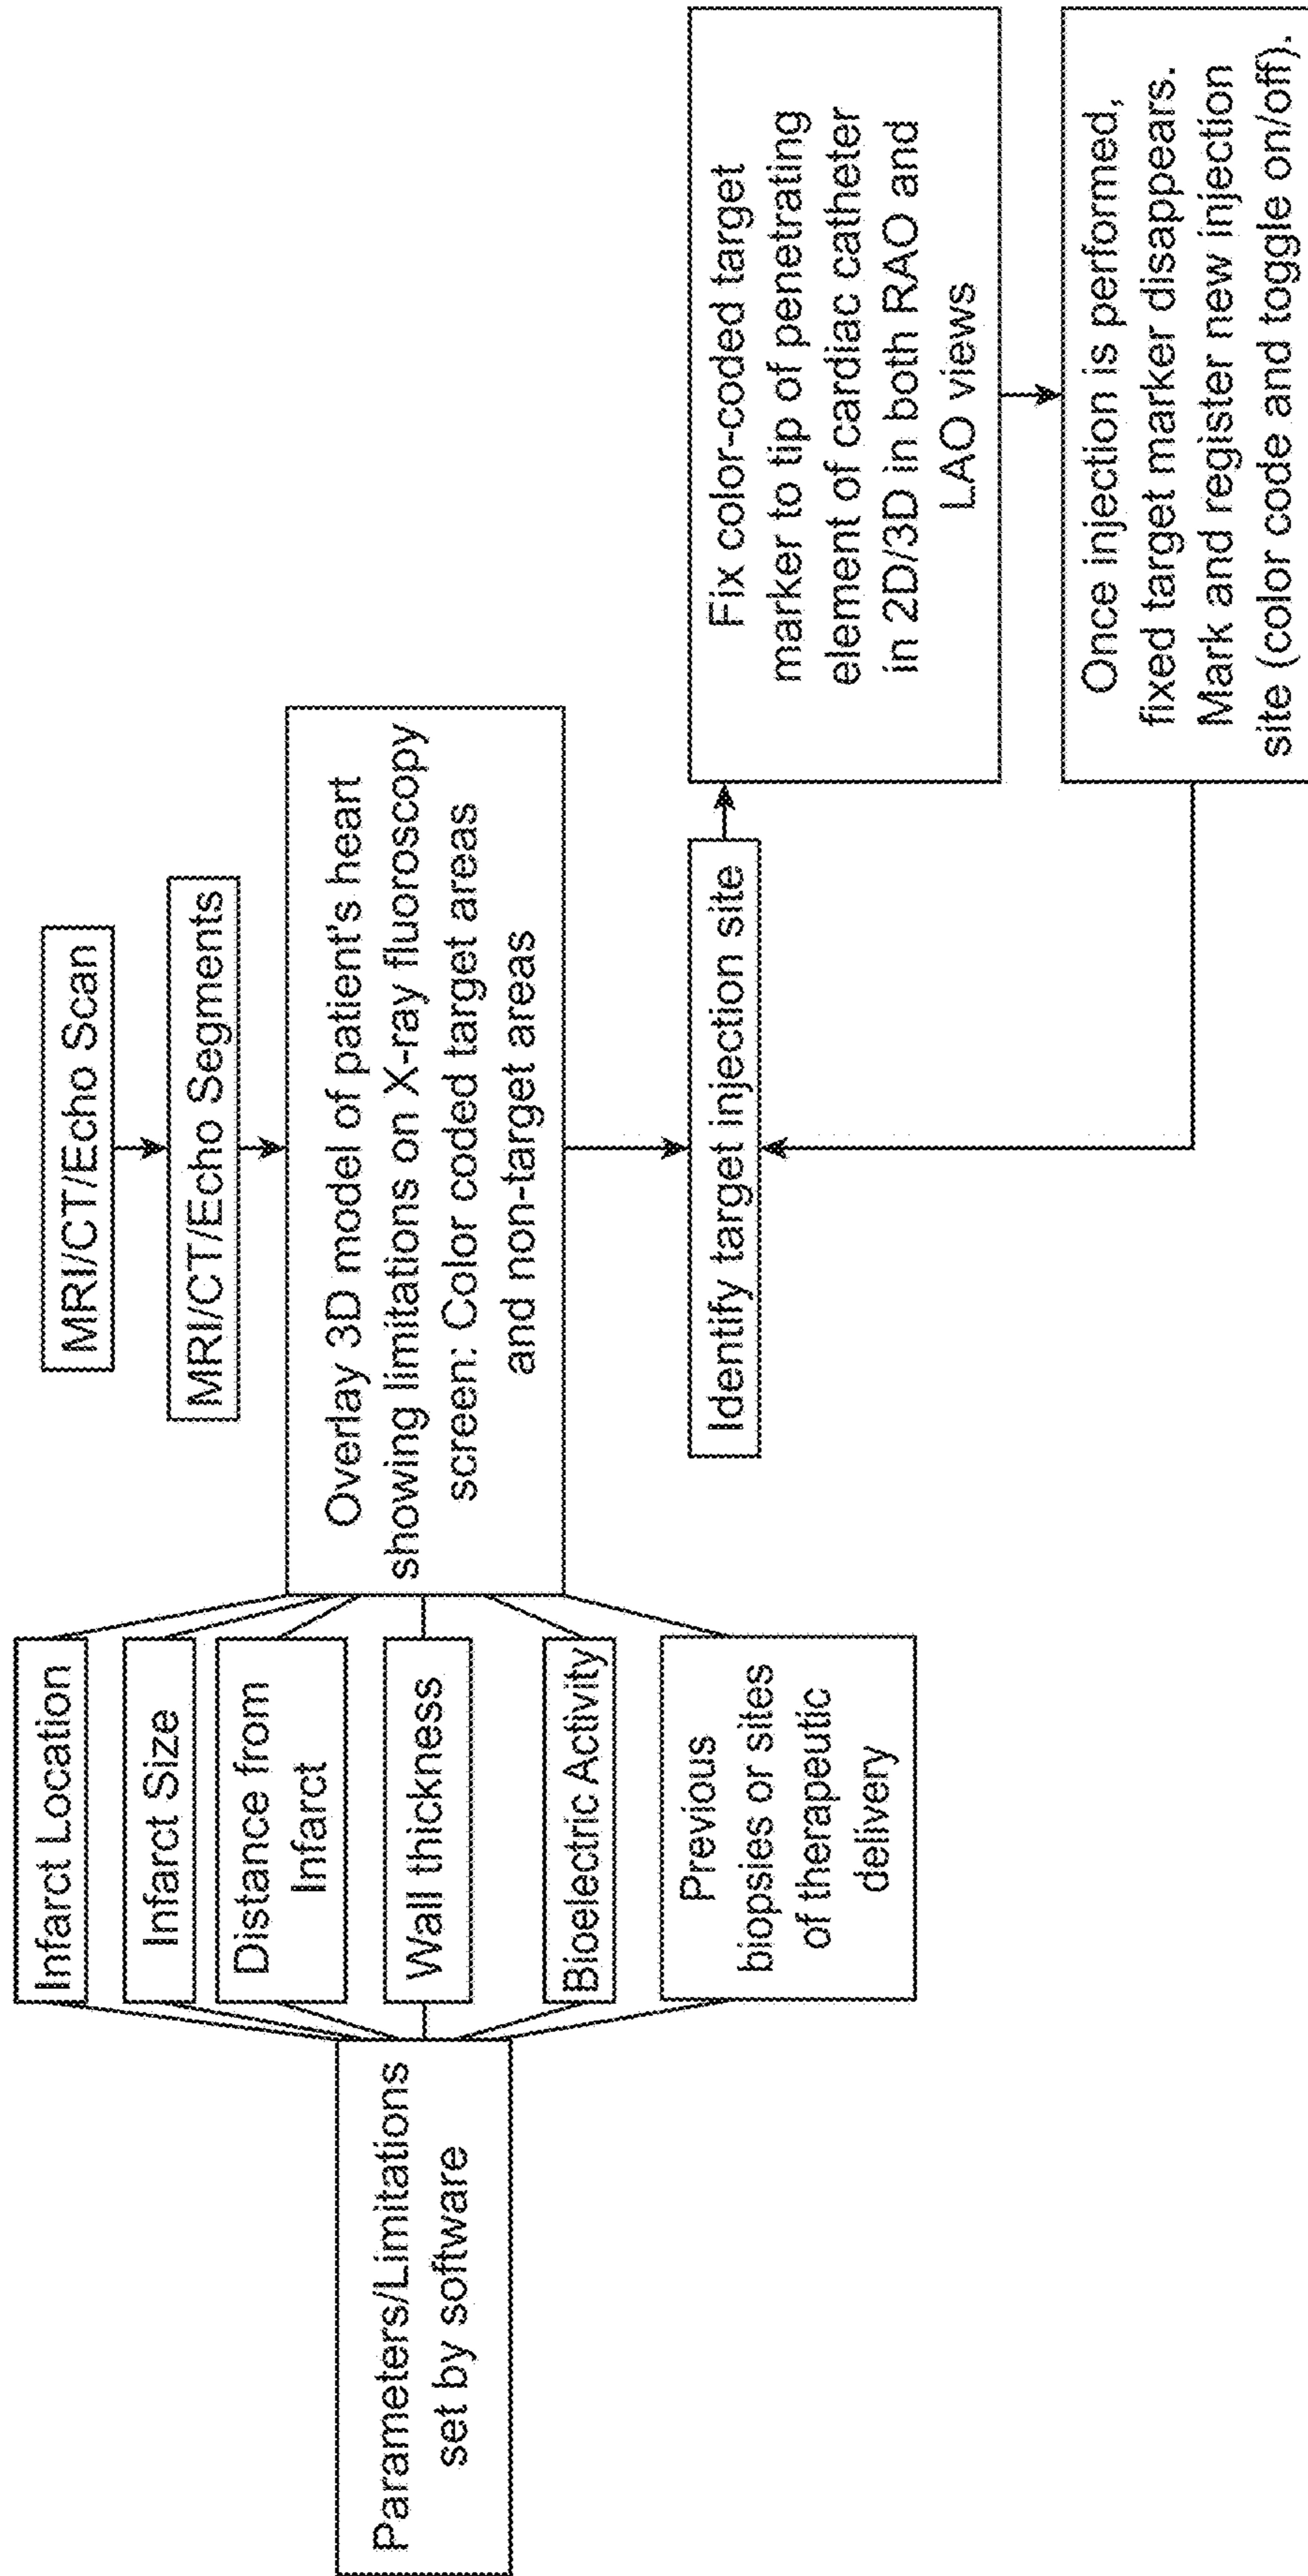 MRI/CT/Echo Scan
MRI/CT/Echo Segments
Parameters/Limitations
set by software
Infarct Location
Infarct Size
Distance from
Infarct
Wall thickness
Bioelectric Activity
Previous
biopsies or sites
of therapeutic
delivery
Overlay 3D model of patient's heart
showing limitations on X-ray fluoroscopy
screen: Color coded target areas
and non-target areas
Identify target injection site
Fix color-coded target
marker to tip of penetrating
element of cardiac catheter
in 2D/3D in both RAO and
LAO views
Once injection is performed,
fixed target marker disappears.
Mark and register new injection
site (color code and toggle on/off).